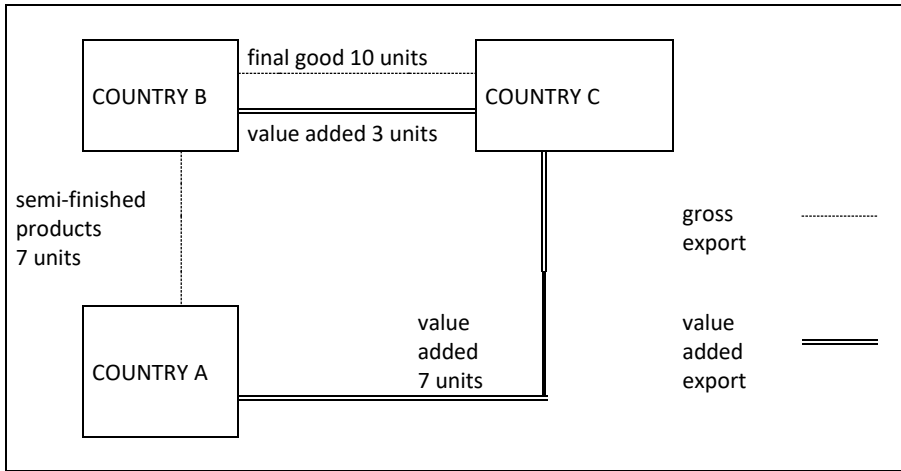 final good 10 units
COUNTRY B
COUNTRY C
value added 3 units
semi-finished
products
7 units
gross
export
COUNTRY A
value
added
7 units
value
added
export